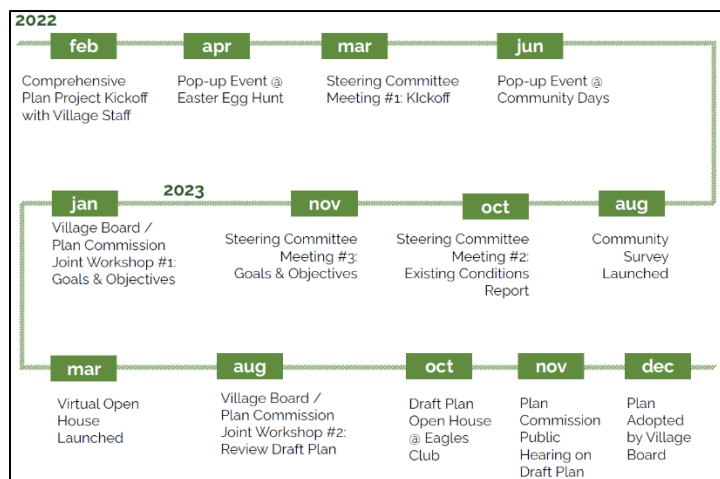 2022
feb
Comprehensive
Plan Project Kickoff
with Village Staff
apr
Pop-up Event @
Easter Egg Hunt
mar
Steering Committee
Meeting #1: KIckoff
jun
Pop-up Event @
Community Days
aug
Community
Survey
Launched
oct
Steering Committee
Meeting #2:
Existing Conditions
Report
nov
Steering Committee
Meeting #3:
Goals & Objectives
2023
jan
Village Board /
Plan Commission
Joint Workshop #1:
Goals & Objectives
mar
Virtual Open
House
Launched
aug
Village Board /
Plan Commission
Joint Workshop #2:
Review Draft Plan
oct
Draft Plan
Open House
@ Eagles
Club
nov
Plan
Commission
Public
Hearing on
Draft Plan
dec
Plan
Adopted
by Village
Board